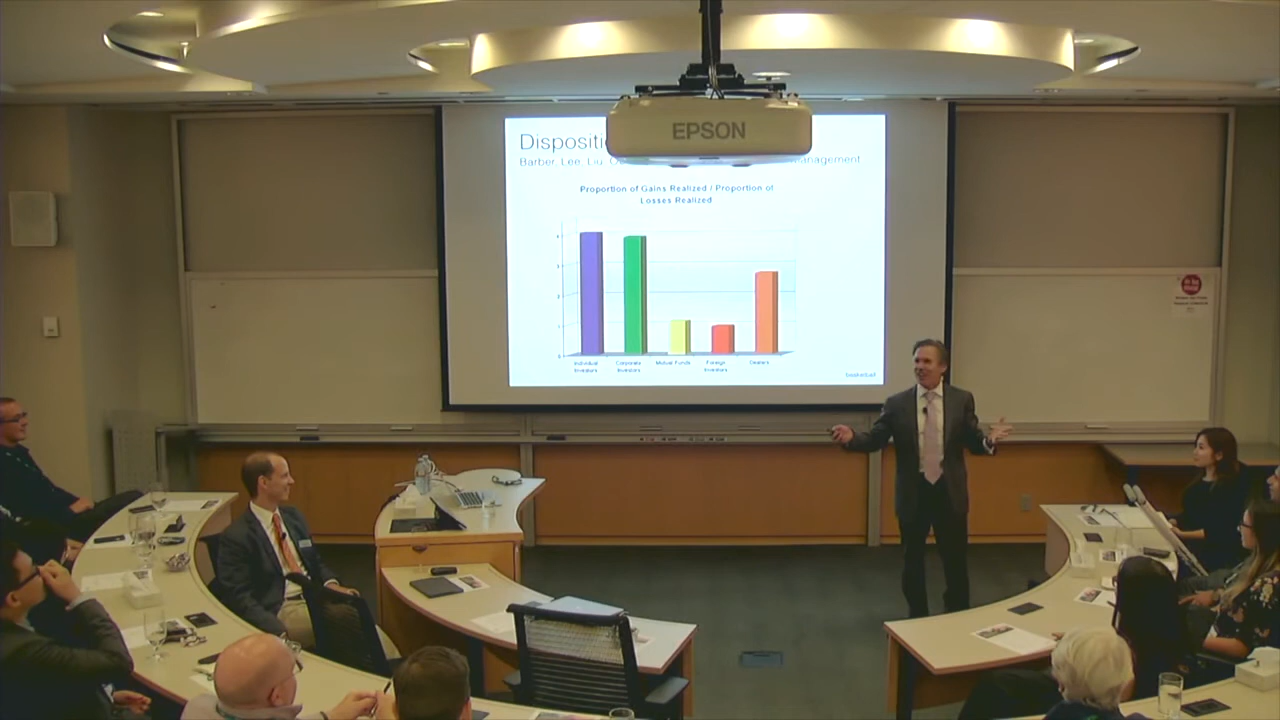 EPSON
Dispositi
Barber, Lee, Liu, O
Management
Proportion of Gains Realized / Proportion of
Losses Realized
Individual
Investors
Corporate
Investors
Mutual Funds
Foreign
Investors
Dealers